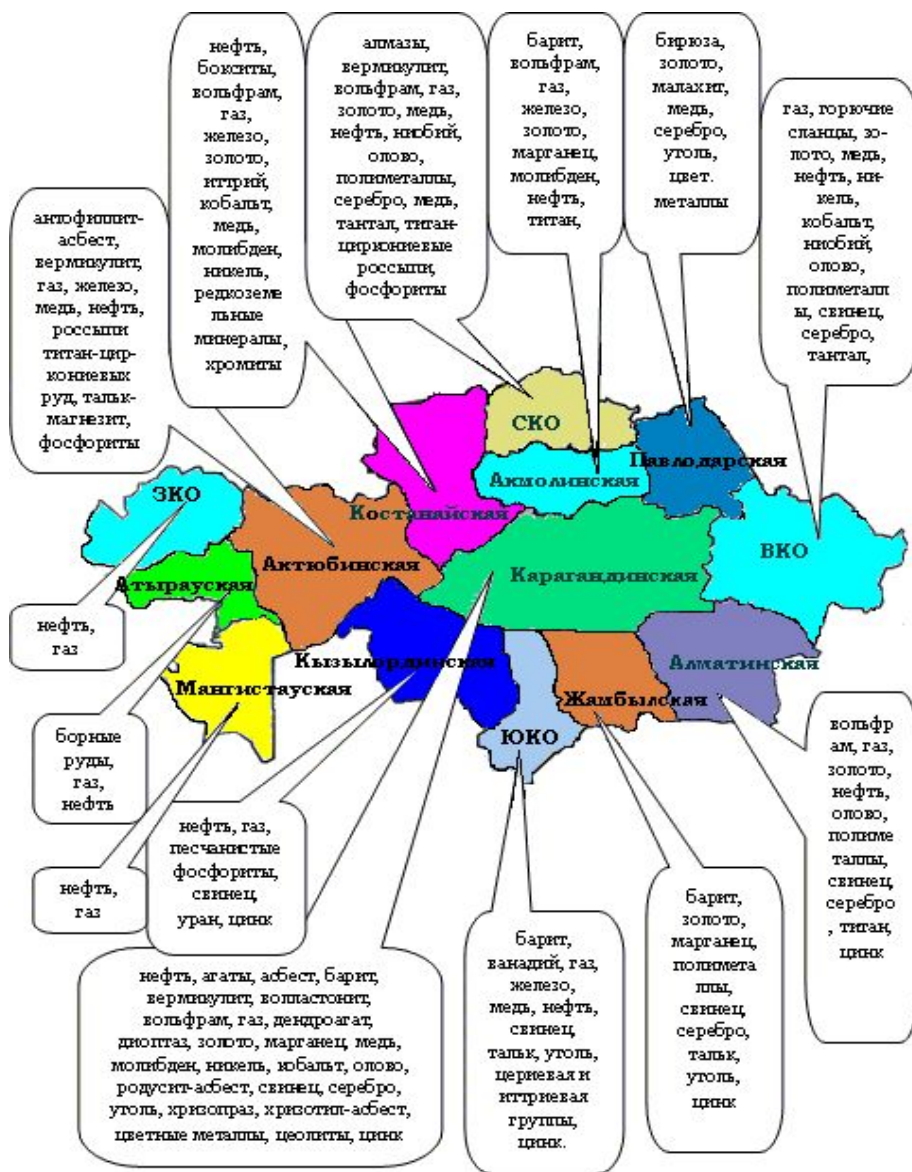 нефть,
бокситы,
вольфрам,
газ,
железо,
золото,
иттрий,
кобальт,
медь,
молибден,
никель,
редкоземе
льные
минералы,
хромиты
алмазы,
вермикулит,
вольфрам, газ,
золото, медь,
нефть, ниобий,
олово,
полиметаллы,
серебро, медь,
тантал, титан-
циркониевые
россыпи,
фосфориты
барит,
вольфрам,
газ,
железо,
золото,
марганец,
молибден,
нефть,
титан,
бирюза,
золото,
малахит,
медь,
серебро,
уголь,
цвет.
металлы
газ, горючие
сланцы, зо-
лото, медь,
нефть, ни-
кель,
кобальт,
ниобий,
олово,
полиметалл
ы, свинец,
серебро,
тантал,
антофиллит-
асбест,
вермикулит,
газ, железо,
медь, нефть,
россыпи
титан-цир-
кониевых
руд, тальк-
магнезит,
фосфориты
СКО
Павлодарская
Акмолинская
ЗКО
Костанайская
ВКО
Актюбинская
Карагандинская
Атырауская
нефть,
газ
Кызылординская
Алматинская
Мангистауская
Жамбылская
ЮКО
борные
руды,
газ,
нефть
нефть,
газ
нефть, газ,
песчанистые
фосфориты,
свинец,
уран, цинк
вольфр
ам, газ,
золото,
нефть,
олово,
полиме
таллы,
свинец,
серебро
, титан,
цинк
барит,
золото,
марганец,
полимета
ллы,
свинец,
серебро,
тальк,
уголь,
цинк
барит,
ванадий, газ,
железо,
медь, нефть,
свинец,
тальк, уголь,
цериевая и
иттриевая
группы,
цинк.
нефть, агаты, асбест, барит,
вермикулит, волластонит,
вольфрам, газ, дендроагат,
диоптаз, золото, марганец, медь,
молибден, никель, кобальт, олово,
родусит-асбест, свинец, серебро,
уголь, хризопраз, хризотил-асбест,
цветные металлы, цеолиты, цинк